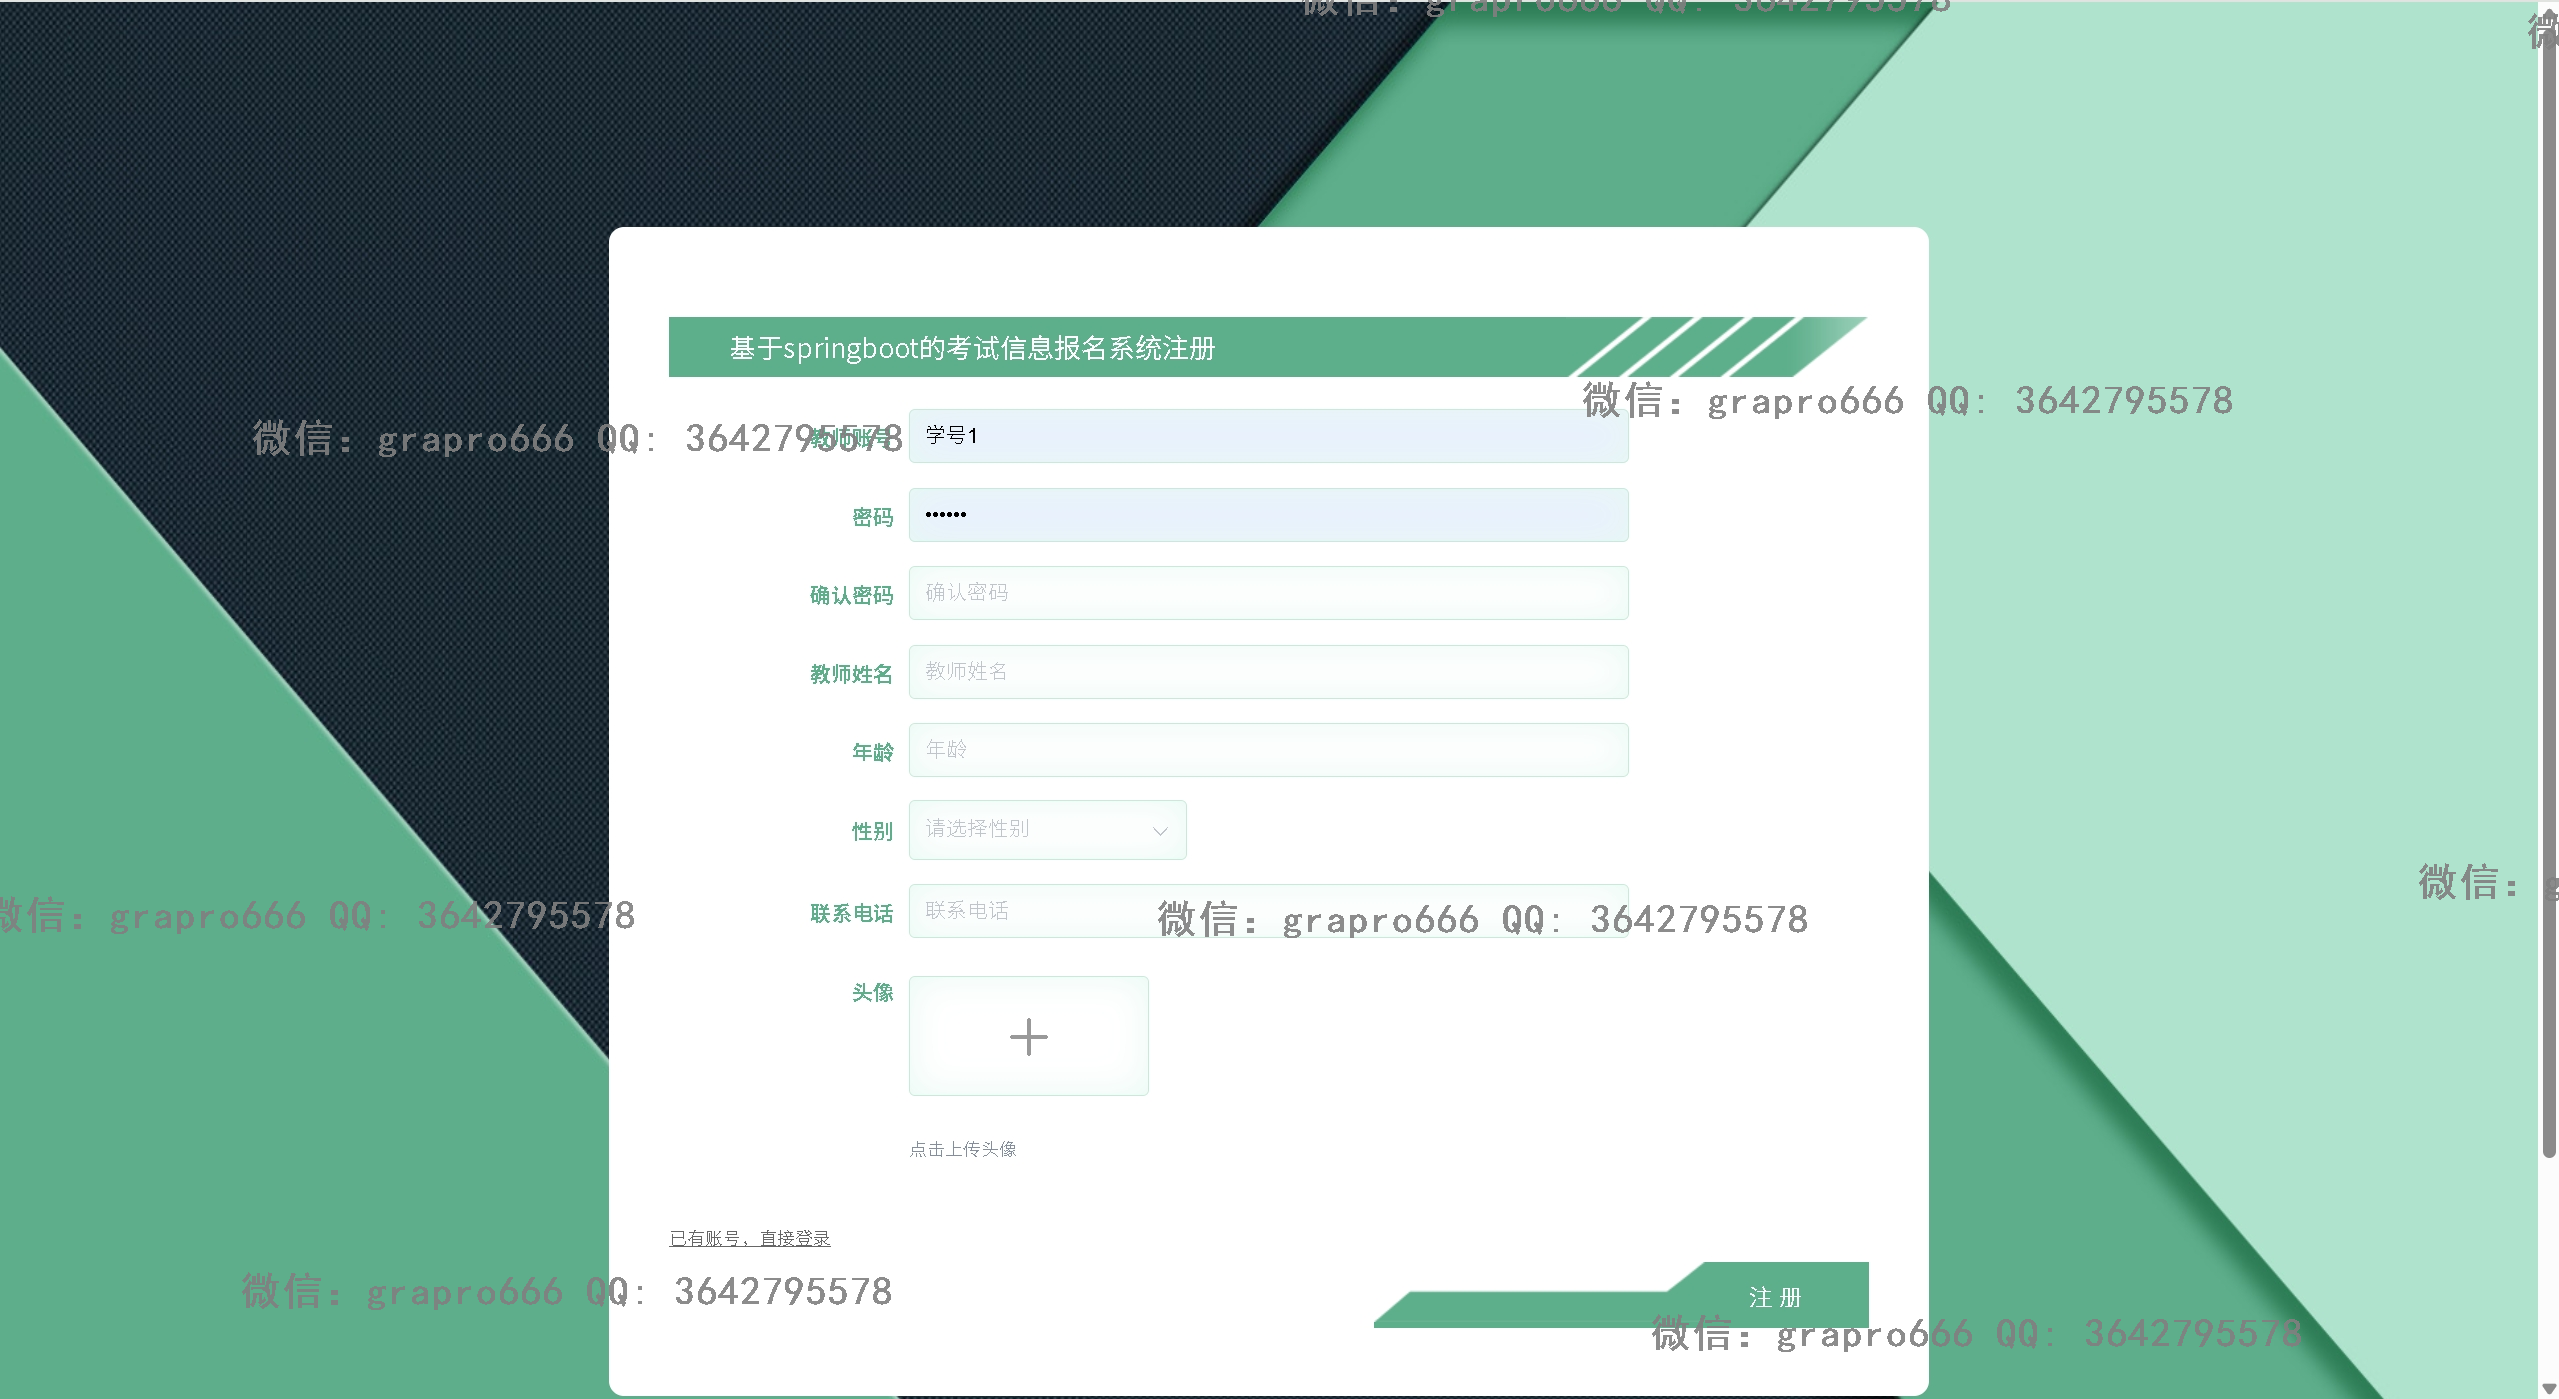 微信: grapro666 QQ: 3642795578
基于springboot的考试信息报名系统注册
微信: grapro666 QQ: 3642795578
微信: grapro666 QQ: 3642795578
教师账号 学号1
密码 ••••••
确认密码 确认密码
教师姓名 教师姓名
年龄 年龄
性别 请选择性别
微信:
联系电话 联系电话
微信: grapro666 QQ: 3642795578
微信: grapro666 QQ: 3642795578
头像
点击上传头像
已有账号，直接登录
微信: grapro666 QQ: 3642795578
注 册
微信: grapro666 QQ: 3642795578